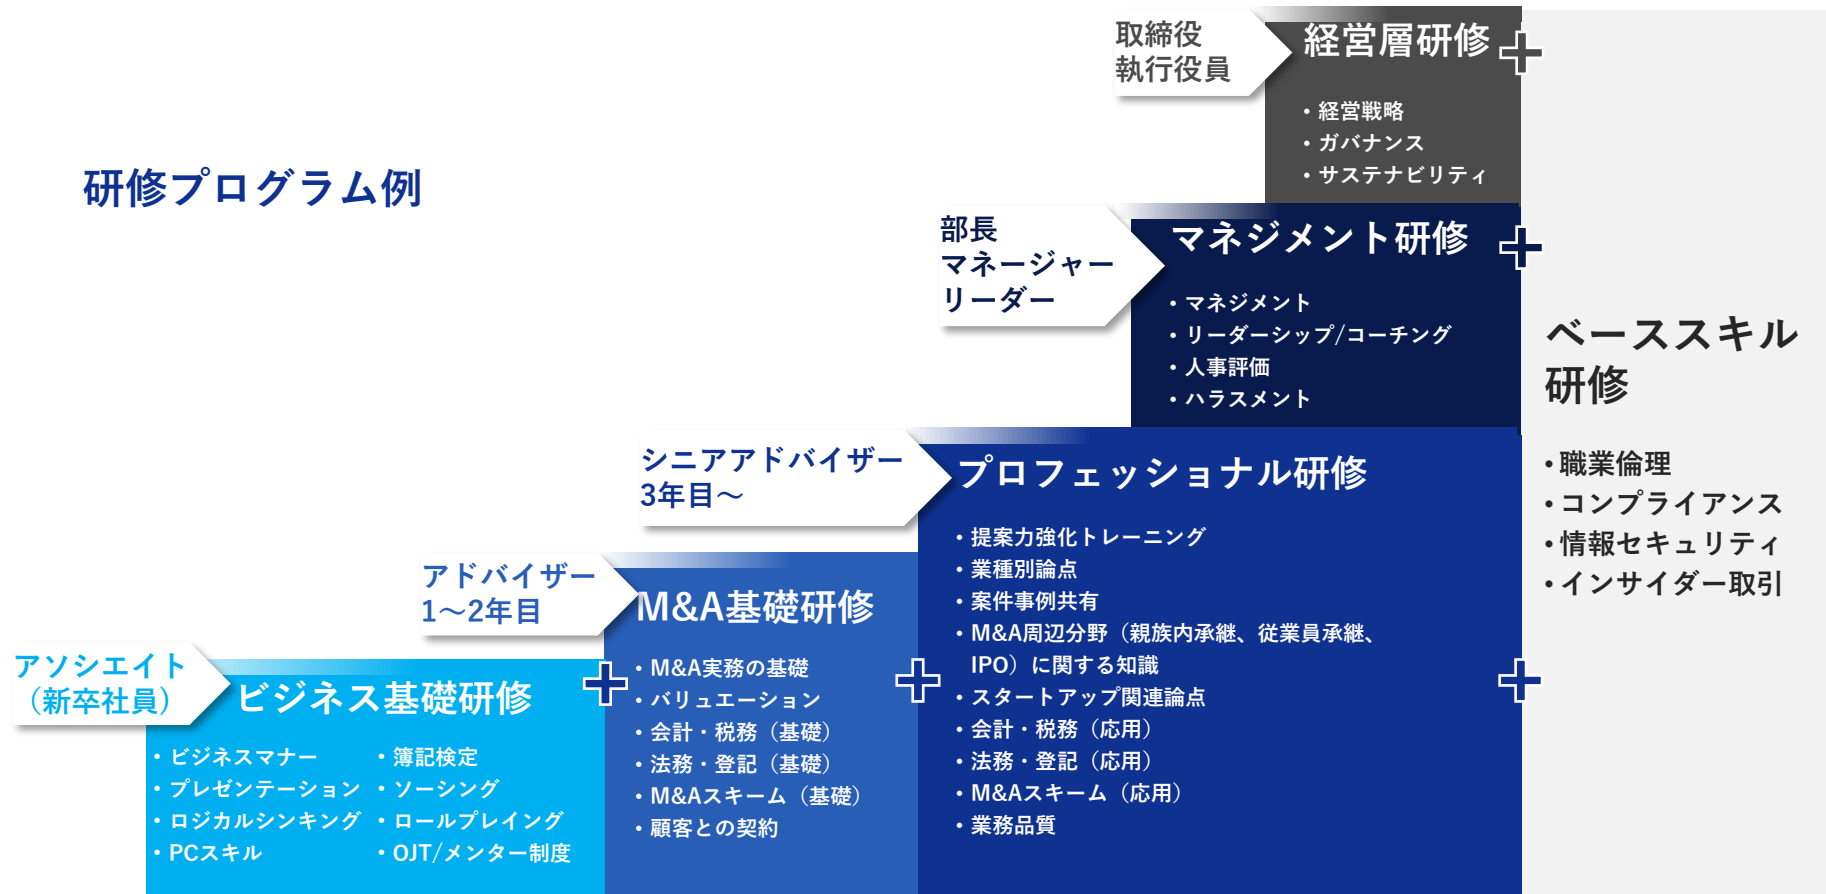 研修プログラム例
取締役
執行役員
経営層研修
・経営戦略
・ガバナンス
・サステナビリティ
部長
マネージャー
リーダー
マネジメント研修
・マネジメント
・リーダーシップ/コーチング
・人事評価
・ハラスメント
シニアアドバイザー
3年目～
プロフェッショナル研修
・提案力強化トレーニング
・業種別論点
・案件事例共有
・M&A周辺分野（親族内承継、従業員承継、
IPO）に関する知識
・スタートアップ関連論点
・会計・税務（応用）
・法務・登記（応用）
・M&Aスキーム（応用）
・業務品質
アドバイザー
1～2年目
M&A基礎研修
・M&A実務の基礎
・バリュエーション
・会計・税務（基礎）
・法務・登記（基礎）
・M&Aスキーム（基礎）
・顧客との契約
アソシエイト
（新卒社員）
ビジネス基礎研修
・ビジネスマナー
・プレゼンテーション
・ロジカルシンキング
・PCスキル
・簿記検定
・ソーシング
・ロールプレイング
・OJT/メンター制度
ベーススキル
研修
・職業倫理
・コンプライアンス
・情報セキュリティ
・インサイダー取引